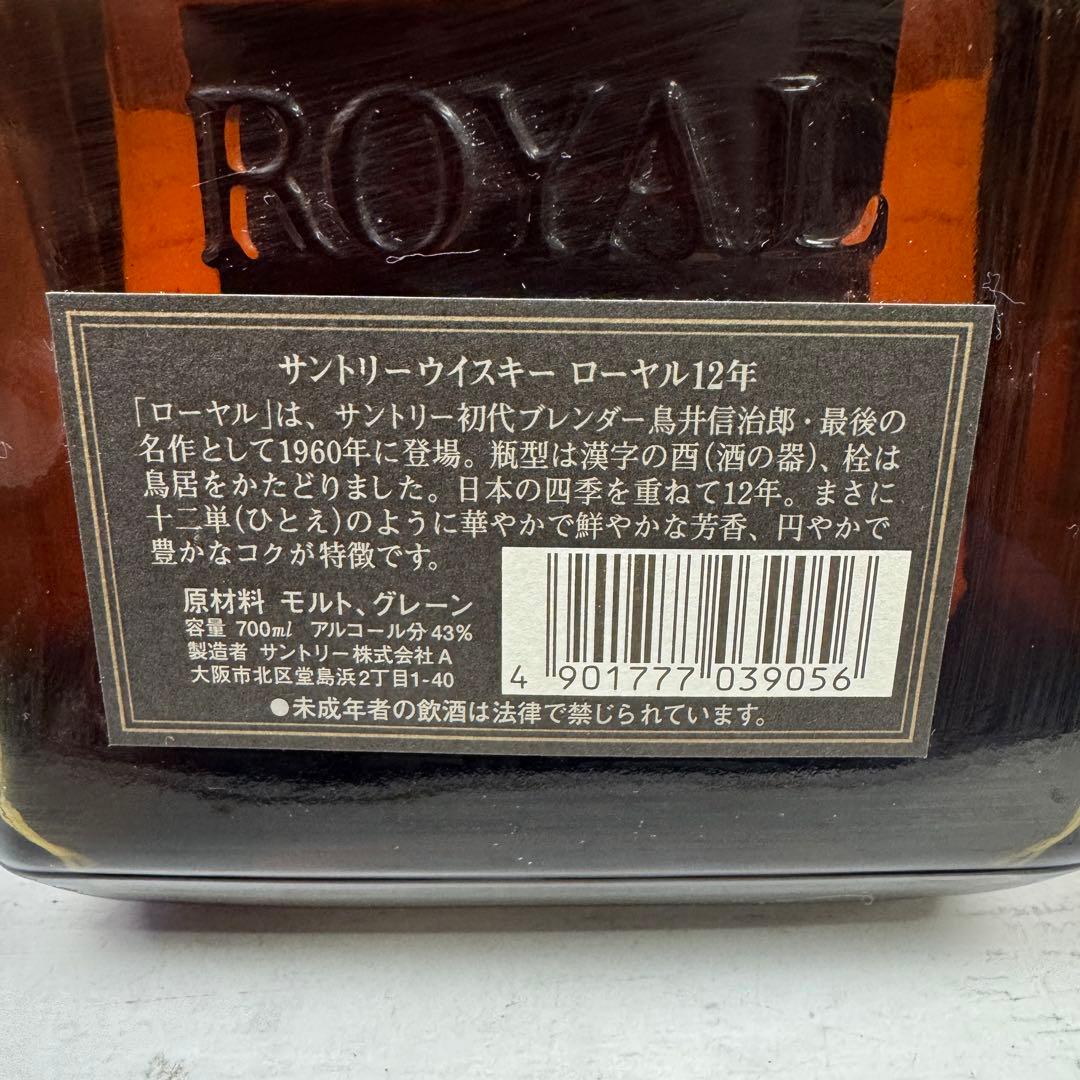 ROYAL
サントリーウイスキー ローヤル12年
「ローヤル」は、サントリー初代ブレンダー鳥井信治郎・最後の
名作として1960年に登場。瓶型は漢字の酉(酒の器)、栓は
鳥居をかたどりました。日本の四季を重ねて12年。まさに
十二単(ひとえ)のように華やかで鮮やかな芳香、円やかで
豊かなコクが特徴です。
原材料 モルト、グレーン
容量 700ml アルコール分43%
製造者 サントリー株式会社A
大阪市北区堂島浜2丁目1-40
4 901777 039056
●未成年者の飲酒は法律で禁じられています。